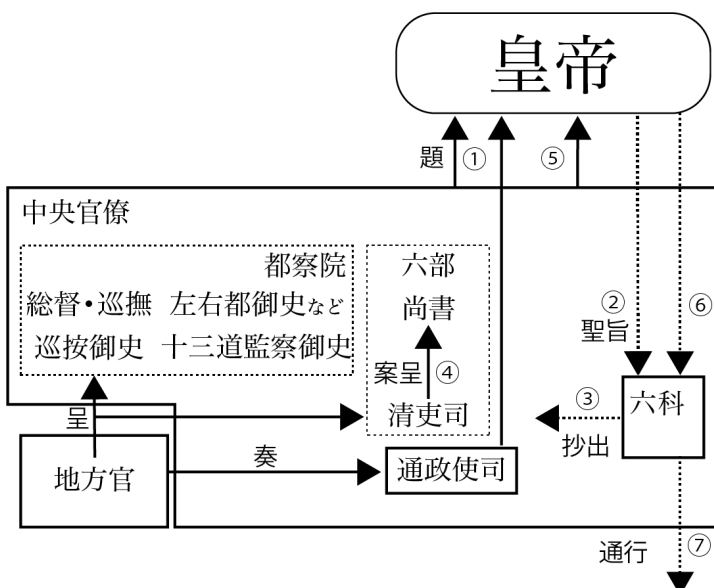 皇帝
題 ① ⑤
中央官僚
都察院
総督・巡撫 左右都御史など
巡按御史 十三道監察御史
六部
尚書
案呈 ④
清吏司
②
聖旨
⑥
六科
③
抄出
呈
地方官
奏
通政使司
通行 ⑦